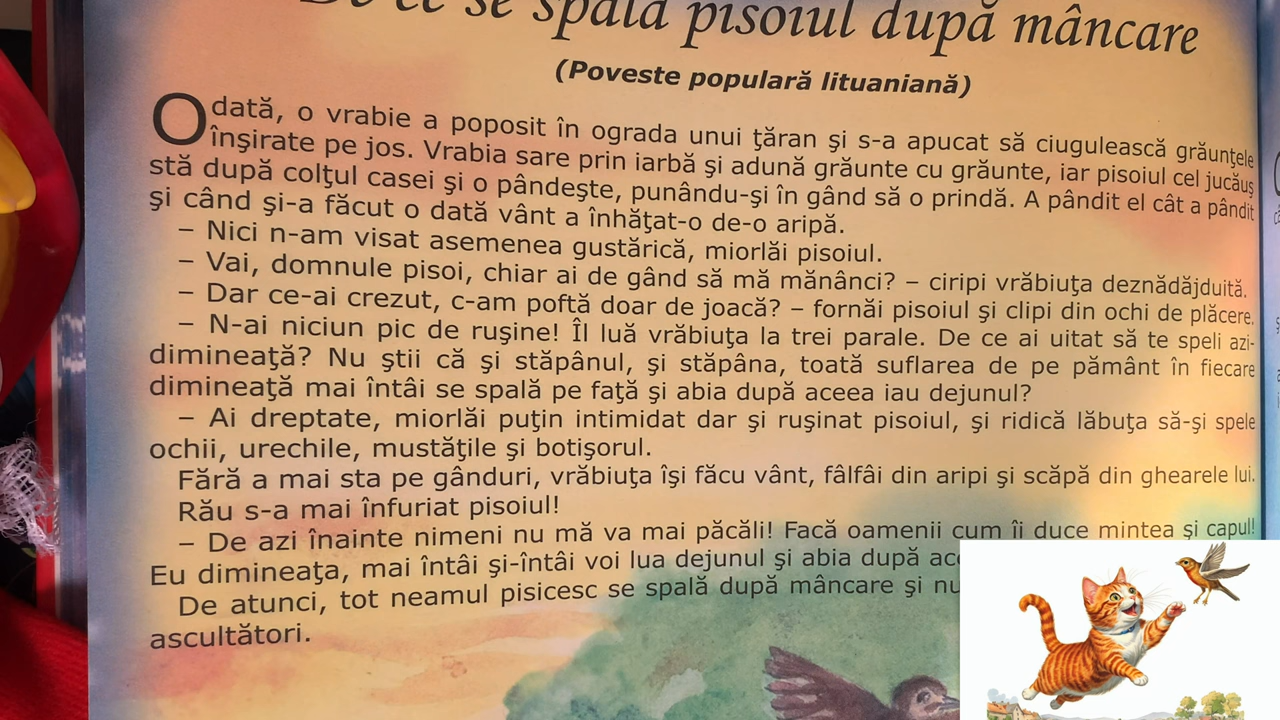 De ce se spală pisoiul după mâncare
(Poveste populară lituaniană)
Odată, o vrabie a poposit în ograda unui ţăran şi s-a apucat să ciugulească grăunţele
înşirate pe jos. Vrabia sare prin iarbă şi adună grăunte cu grăunte, iar pisoiul cel jucăuş
stă după colţul casei şi o pândeşte, punându-şi în gând să o prindă. A pândit el cât a pândit
şi când şi-a făcut o dată vânt a înhăţat-o de-o aripă.
– Nici n-am visat asemenea gustărică, miorlăi pisoiul.
– Vai, domnule pisoi, chiar ai de gând să mă mănânci? – ciripi vrăbiuţa deznădăjduită.
– Dar ce-ai crezut, c-am poftă doar de joacă? – fornăi pisoiul şi clipi din ochi de plăcere.
– N-ai niciun pic de ruşine! Îl luă vrăbiuţa la trei parale. De ce ai uitat să te speli azi-
dimineaţă? Nu ştii că şi stăpânul, şi stăpâna, toată suflarea de pe pământ în fiecare
dimineaţă mai întâi se spală pe faţă şi abia după aceea iau dejunul?
– Ai dreptate, miorlăi puţin intimidat dar şi ruşinat pisoiul, şi ridică lăbuţa să-şi spele
ochii, urechile, mustăţile şi botişorul.
Fără a mai sta pe gânduri, vrăbiuţa îşi făcu vânt, fâlfâi din aripi şi scăpă din ghearele lui.
Rău s-a mai înfuriat pisoiul!
– De azi înainte nimeni nu mă va mai păcăli! Facă oamenii cum îi duce mintea şi capul!
Eu dimineaţa, mai întâi şi-întâi voi lua dejunul şi abia după
De atunci, tot neamul pisicesc se spală după mâncare şi
ascultători.